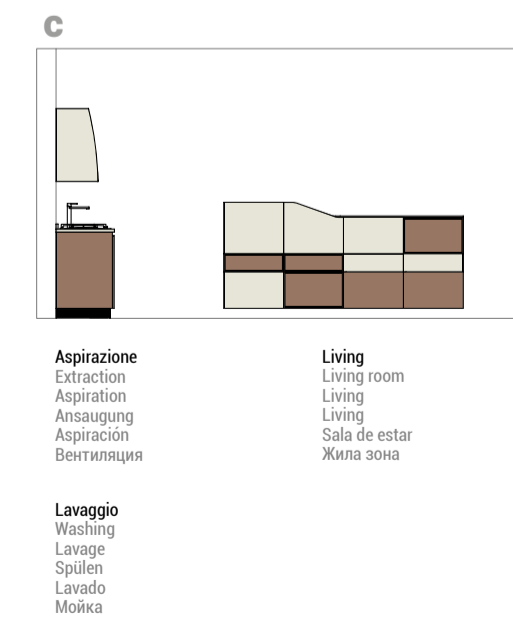 C
Aspirazione
Extraction
Aspiration
Ansaugung
Aspiración
Вентиляция
Living
Living room
Living
Living
Sala de estar
Жила зона
Lavaggio
Washing
Lavage
Spülen
Lavado
Мойка